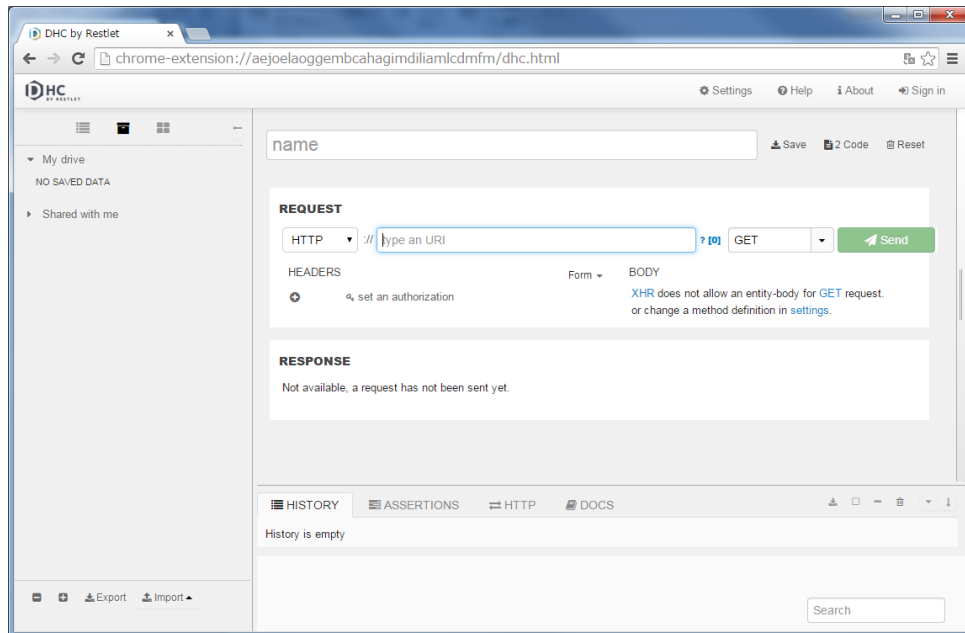 DHC by Restlet
chrome-extension://aejoelaoggembcahagimdiliamlcdmfm/dhc.html
DHC
BY RESTLET
Settings Help About Sign in
name
Save 2 Code Reset
My drive
NO SAVED DATA
Shared with me
REQUEST
HTTP :// type an URI ? [0] GET Send
HEADERS Form BODY
set an authorization
XHR does not allow an entity-body for GET request.
or change a method definition in settings.
RESPONSE
Not available, a request has not been sent yet.
HISTORY ASSERTIONS HTTP DOCS
History is empty
Export Import
Search